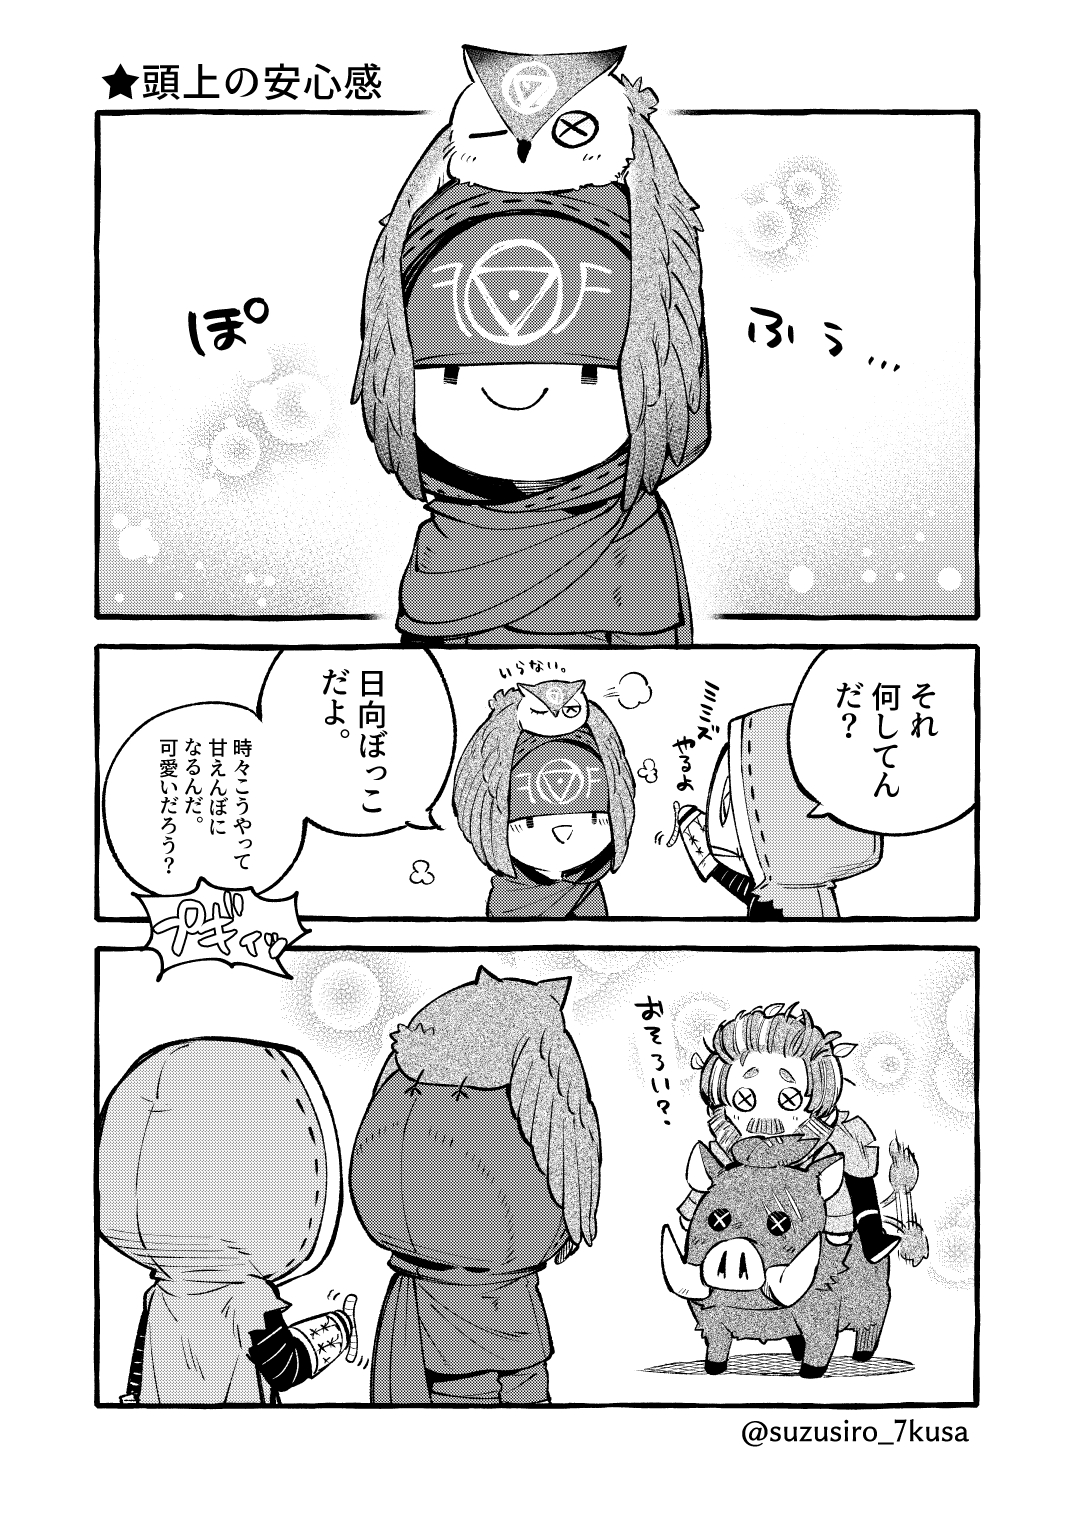 ★頭上の安心感
ぽ
ふぅ…
それ
何してん
だ？
ミミズ
やるよ
いらない。
日向ぼっこ
だよ。
時々こうやって
甘えんぼに
なるんだ。
可愛いだろう？
プギィッ
おそろい？
@suzusiro_7kusa